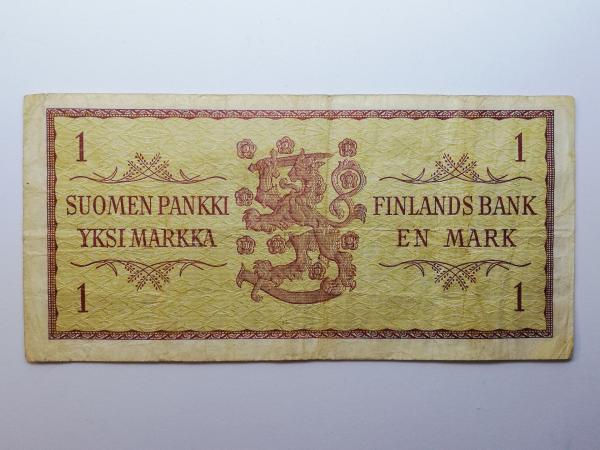 1 1
SUOMEN PANKKI FINLANDS BANK
YKSI MARKKA EN MARK
1 1